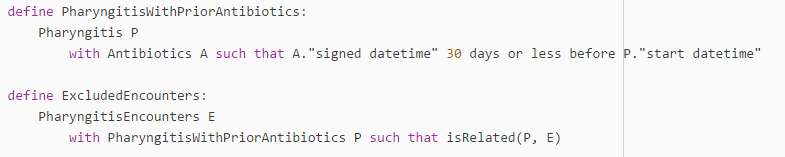 define PharyngitisWithPriorAntibiotics:
    Pharyngitis P
        with Antibiotics A such that A."signed datetime" 30 days or less before P."start datetime"

define ExcludedEncounters:
    PharyngitisEncounters E
        with PharyngitisWithPriorAntibiotics P such that isRelated(P, E)